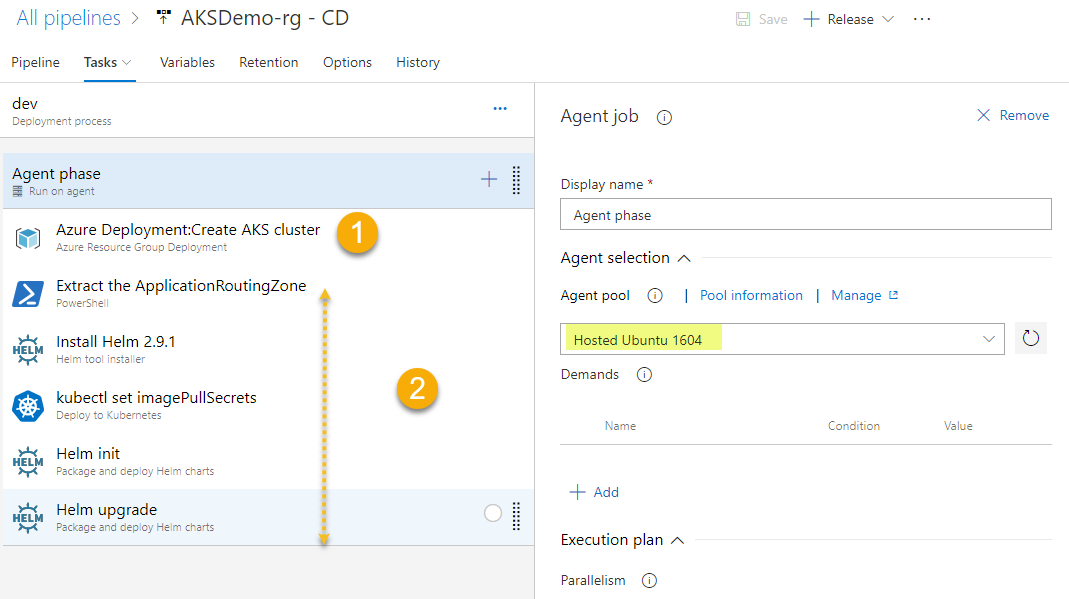 All pipelines > AKSDemo-rg - CD
Save
Release
Pipeline Tasks Variables Retention Options History
dev
Deployment process
Agent phase
Run on agent
Azure Deployment:Create AKS cluster
Azure Resource Group Deployment
1
Extract the ApplicationRoutingZone
PowerShell
Install Helm 2.9.1
Helm tool installer
HELM
kubectl set imagePullSecrets
Deploy to Kubernetes
2
Helm init
Package and deploy Helm charts
HELM
Helm upgrade
Package and deploy Helm charts
HELM
Agent job
Remove
Display name *
Agent phase
Agent selection
Agent pool | Pool information | Manage
Hosted Ubuntu 1604
Demands
Name Condition Value
Add
Execution plan
Parallelism